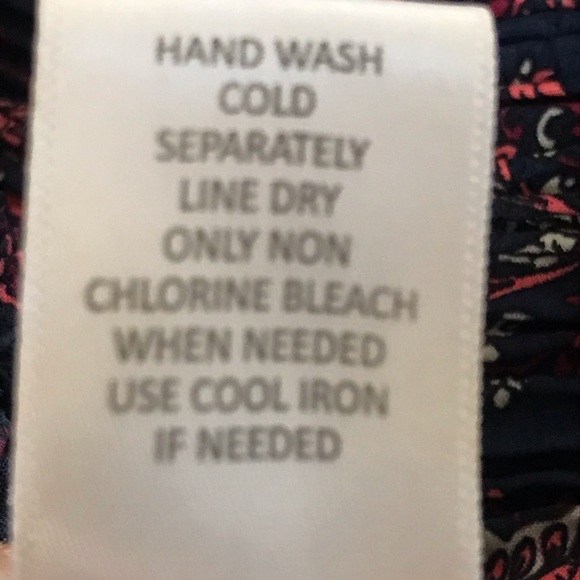 HAND WASH
COLD
SEPARATELY
LINE DRY
ONLY NON
CHLORINE BLEACH
WHEN NEEDED
USE COOL IRON
IF NEEDED